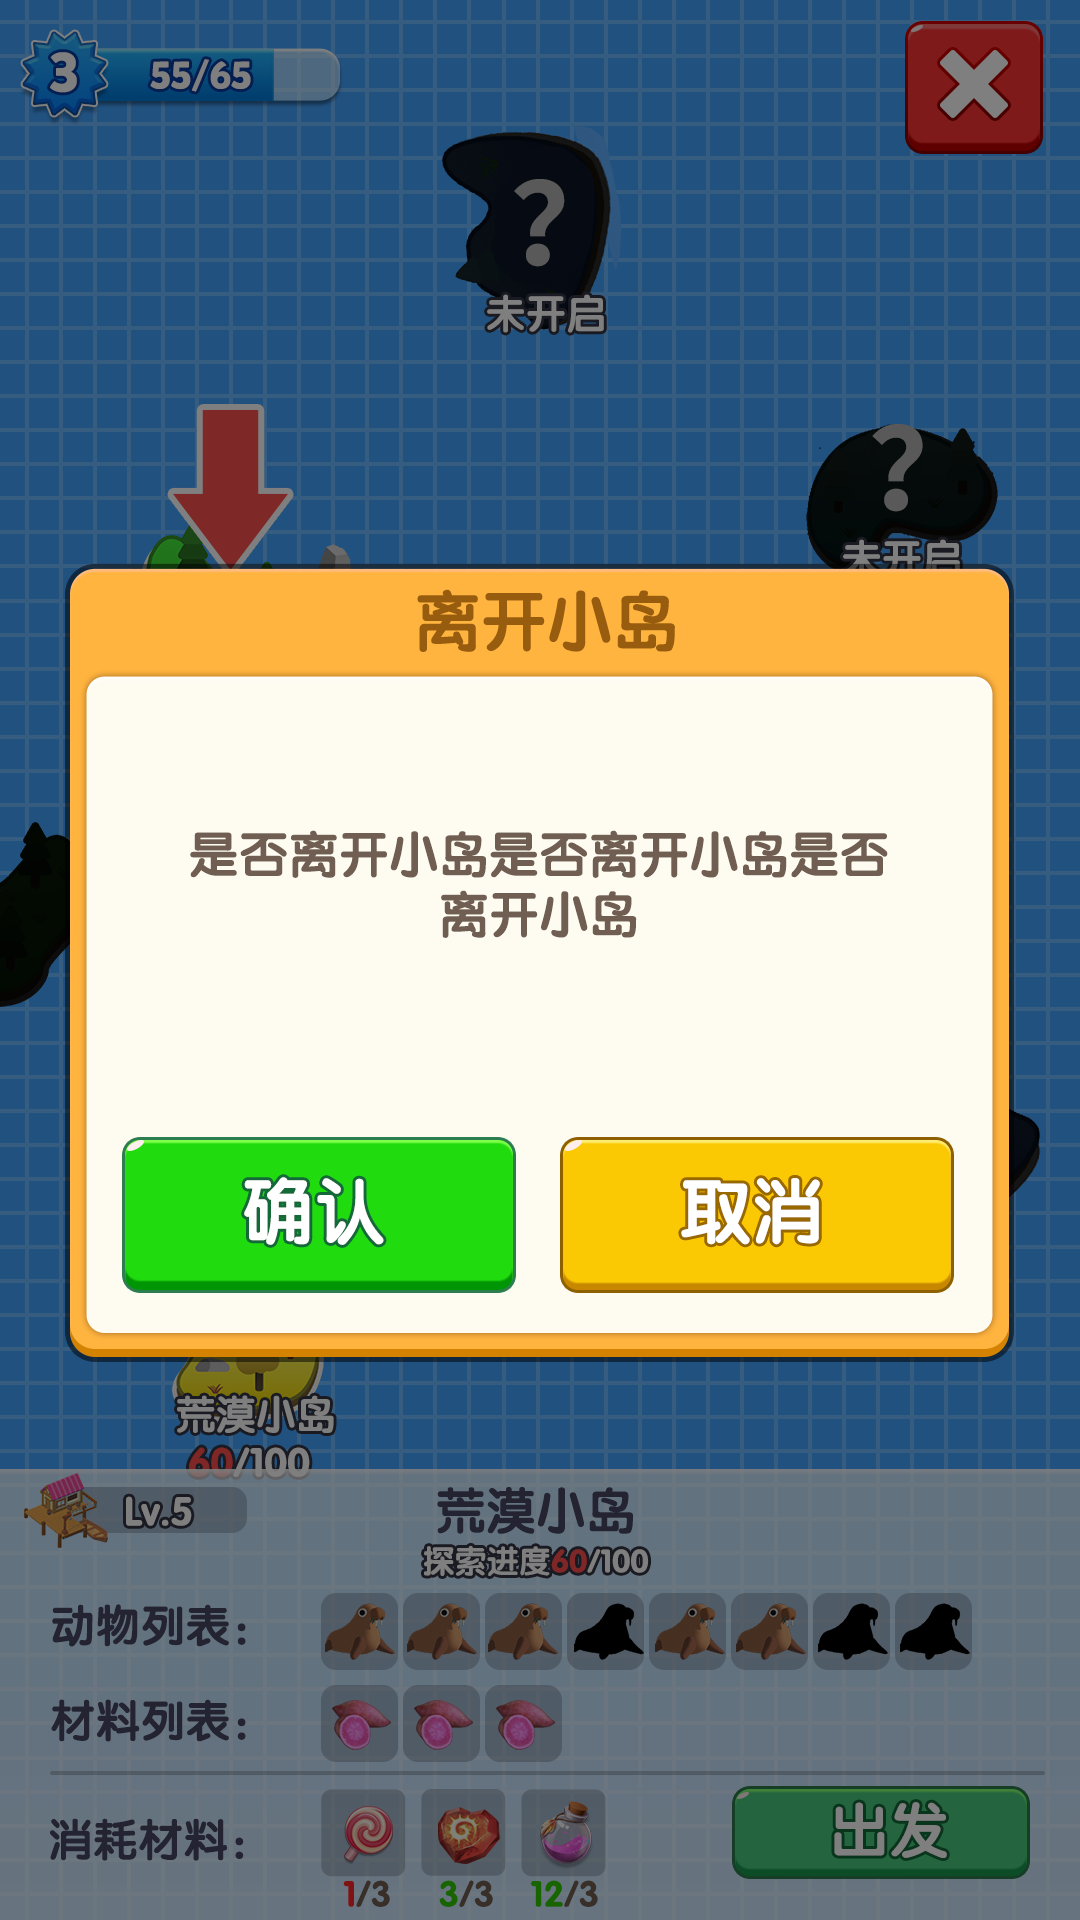 3
55/65
?
未开启
?
未开启
离开小岛
是否离开小岛是否离开小岛是否
离开小岛
确认
取消
荒漠小岛
60/100
Lv.5
荒漠小岛
探索进度60/100
动物列表：
材料列表：
消耗材料：
1/3
3/3
12/3
出发